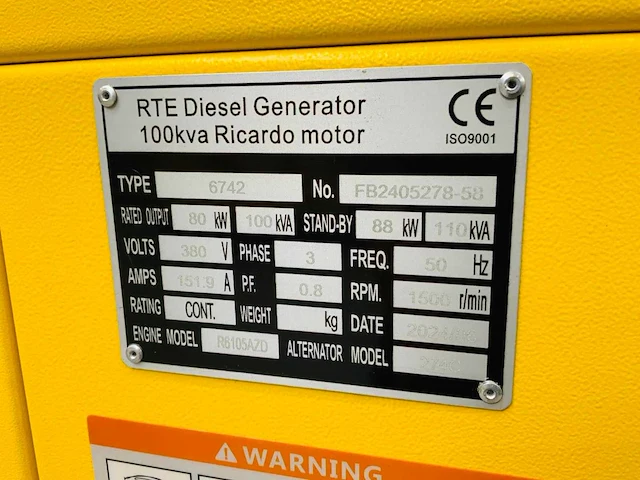 RTE Diesel Generator
100kva Ricardo motor
CE
ISO9001
TYPE 6742 No. FB2405278-58
RATED OUTPUT 80 kW 100 kVA STAND-BY 88 kW 110 kVA
VOLTS 380 V PHASE 3 FREQ. 50 Hz
AMPS 151.9 A P.F. 0.8 RPM. 1500 r/min
RATING CONT. WEIGHT kg DATE
ENGINE MODEL R6105AZD ALTERNATOR MODEL
WARNING